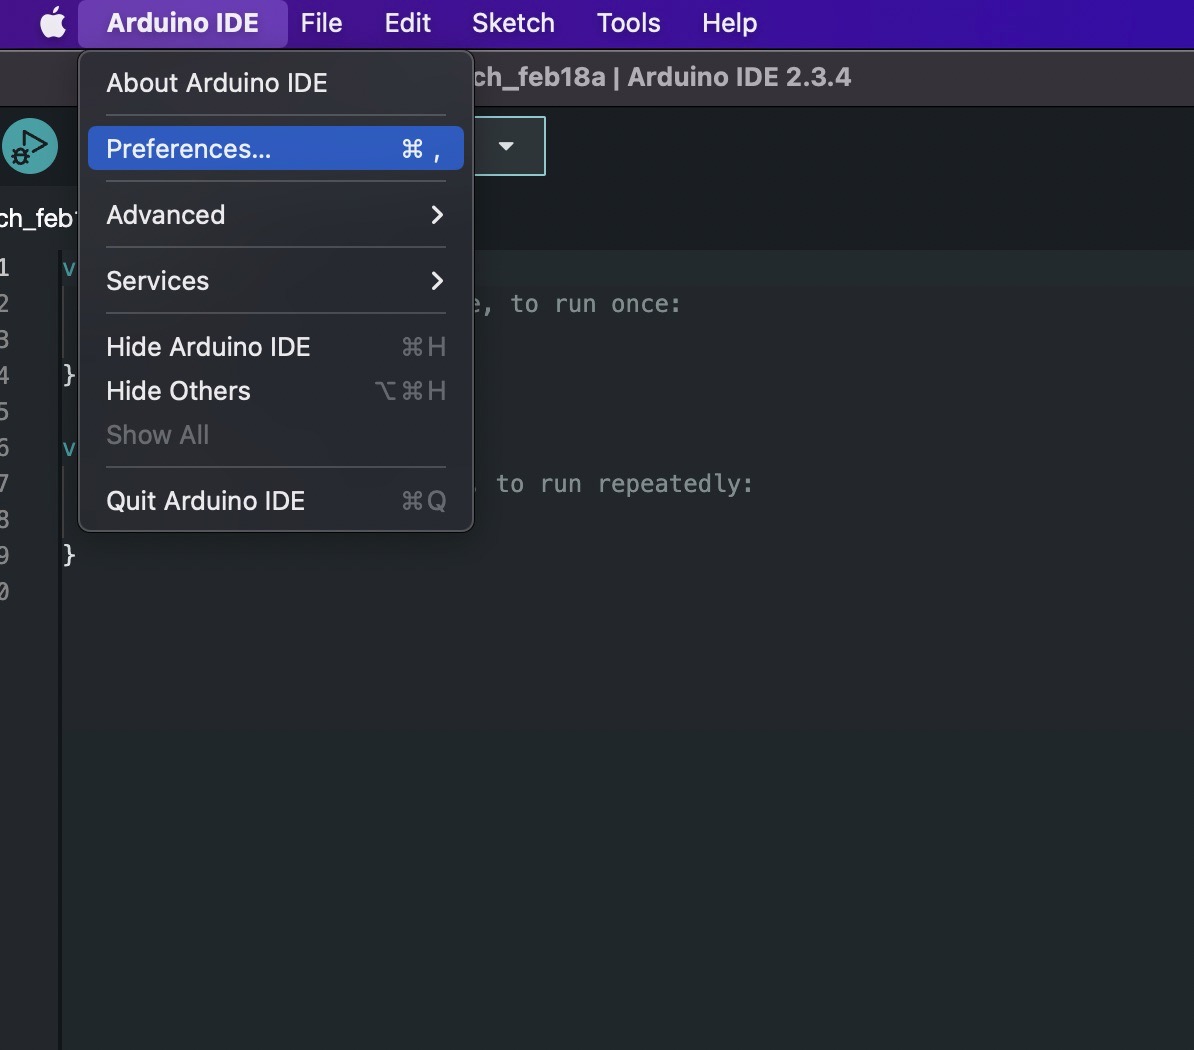 Arduino IDE File Edit Sketch Tools Help
ch_feb18a | Arduino IDE 2.3.4
About Arduino IDE
Preferences... ⌘ ,
Advanced
Services
Hide Arduino IDE ⌘H
Hide Others ⌥⌘H
Show All
Quit Arduino IDE ⌘Q
ch_feb
1 v
2 e, to run once:
3
4 }
5
6 v
7 , to run repeatedly:
8
9 }
0